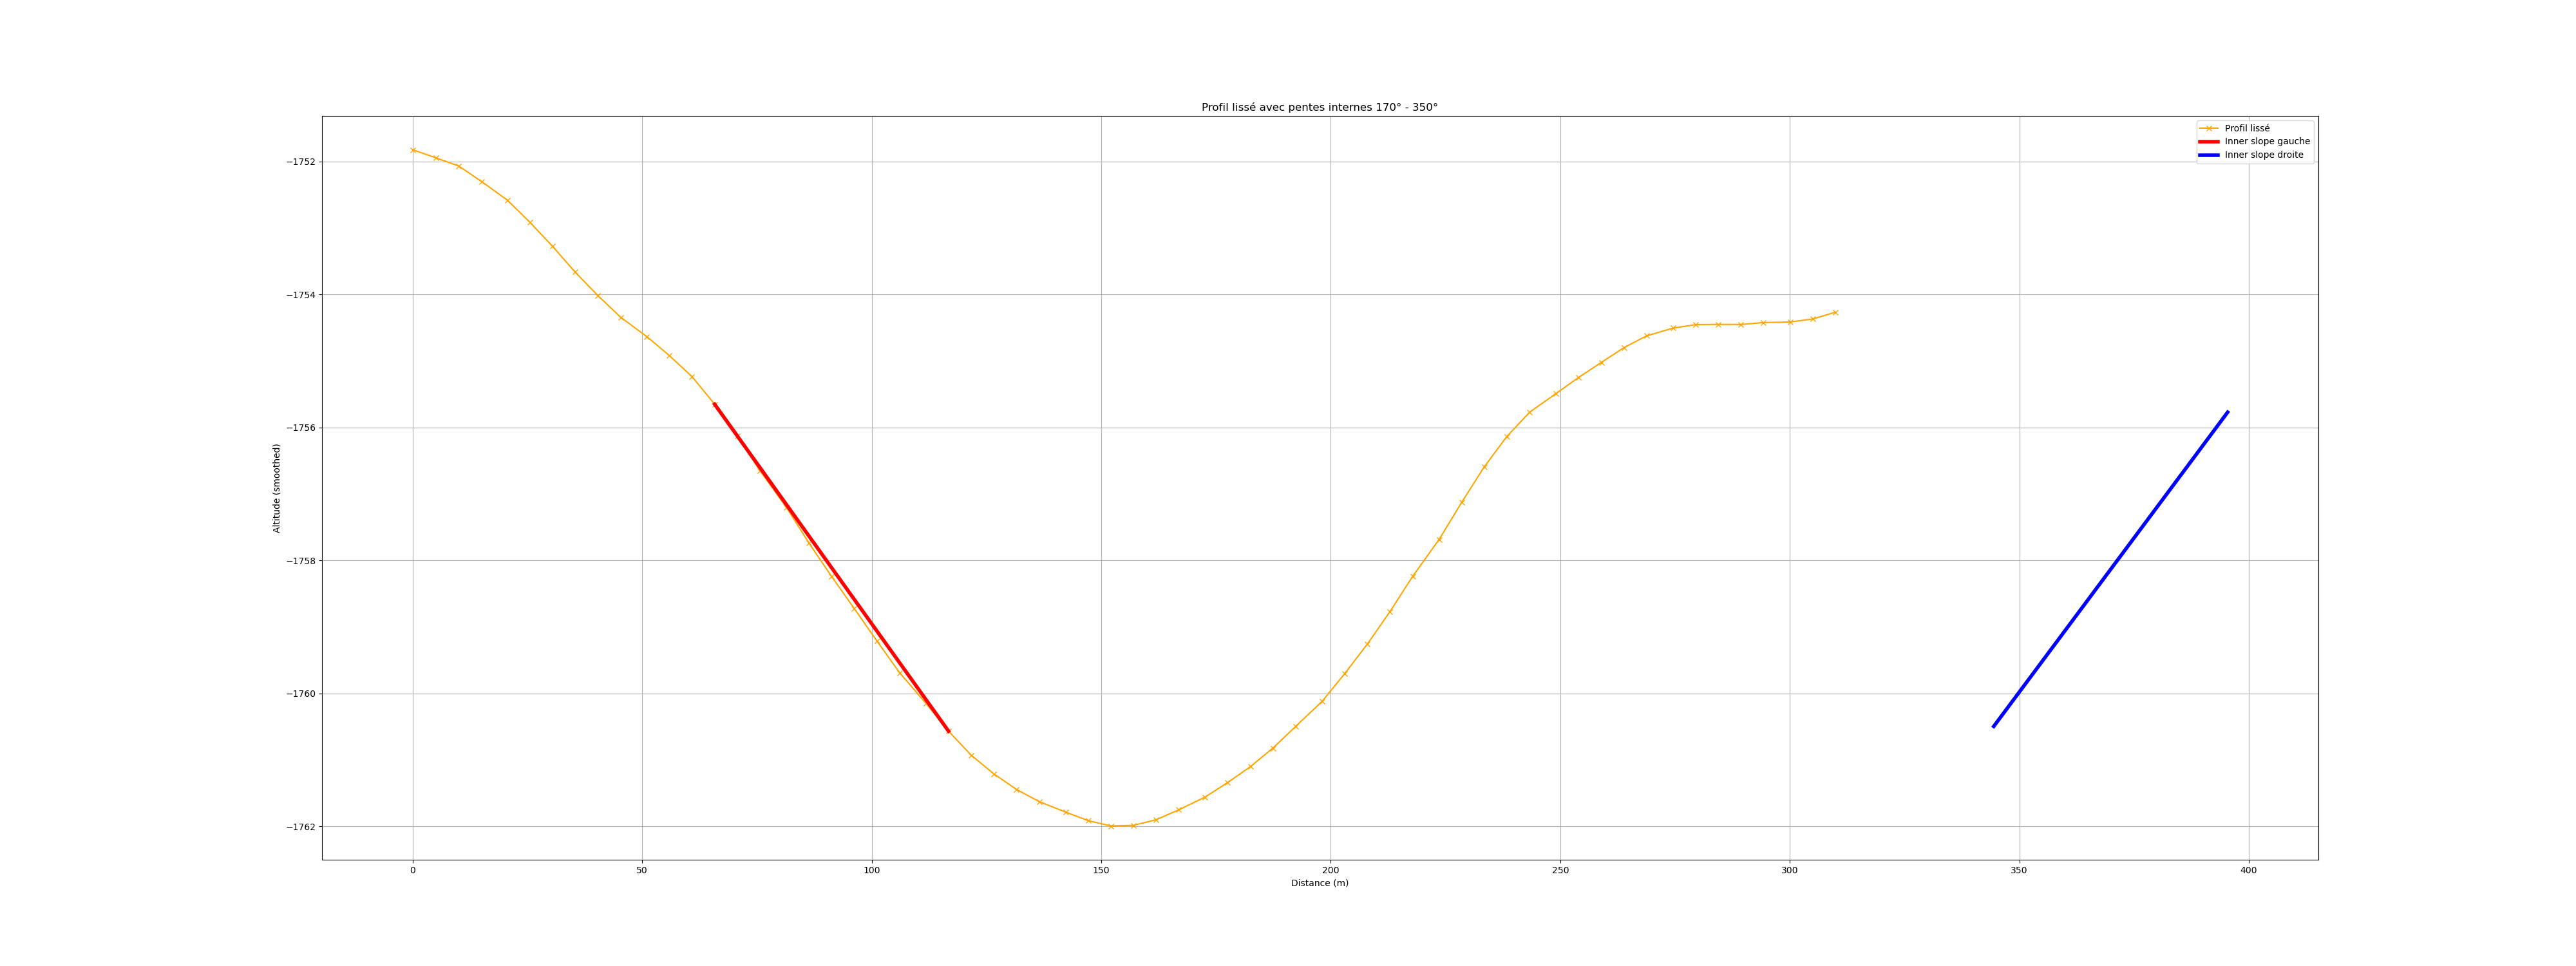 Profil lissé avec pentes internes 170° - 350°
Profil lissé
Inner slope gauche
Inner slope droite
Altitude (smoothed)
−1752
−1754
−1756
−1758
−1760
−1762
0 50 100 150 200 250 300 350 400
Distance (m)